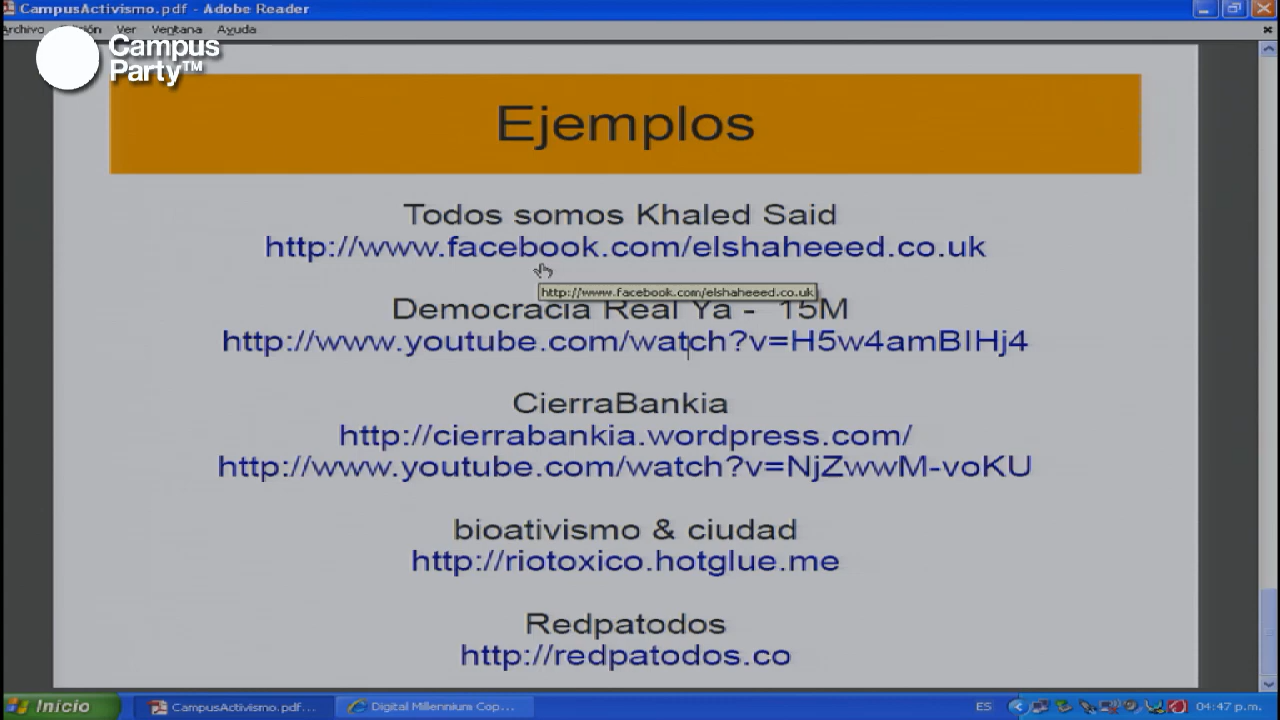 CampusActivismo.pdf - Adobe Reader
Ver Ventana Ayuda
Campus
Party™
Ejemplos
Todos somos Khaled Said
http://www.facebook.com/elshaheeed.co.uk
http://www.facebook.com/elshaheeed.co.uk
Democracia Real Ya - 15M
http://www.youtube.com/watch?v=H5w4amBIHj4
CierraBankia
http://cierrabankia.wordpress.com/
http://www.youtube.com/watch?v=NjZwwM-voKU
bioativismo & ciudad
http://riotoxico.hotglue.me
Redpatodos
http://redpatodos.co
Inicio
CampusActivismo.pdf...
Digital Millennium Cop...
ES
04:47 p.m.